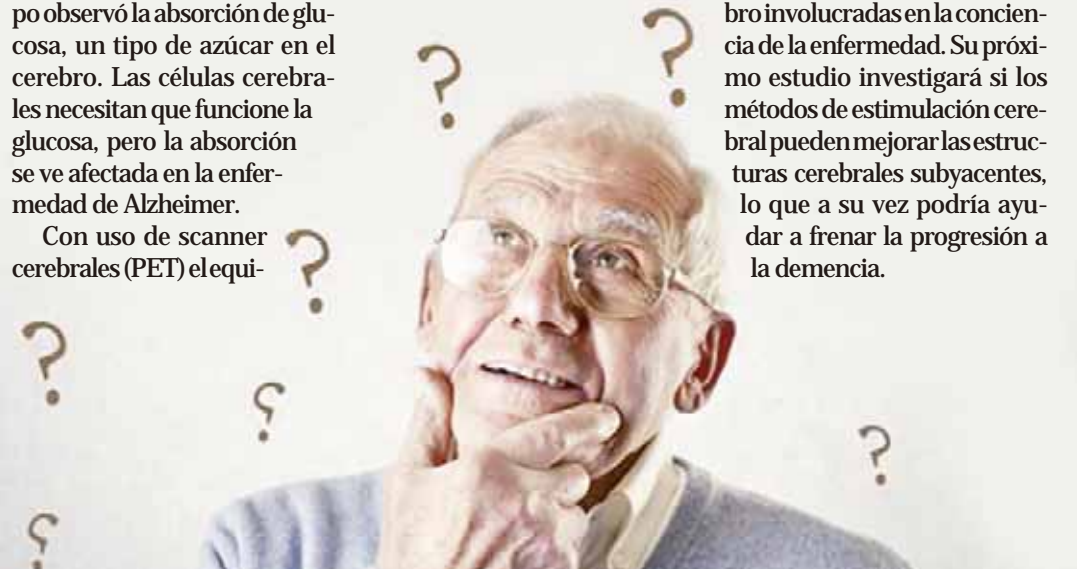 po observó la absorción de glu-
cosa, un tipo de azúcar en el
cerebro. Las células cerebra-
les necesitan que funcione la
glucosa, pero la absorción
se ve afectada en la enfer-
medad de Alzheimer.
Con uso de scanner
cerebrales (PET) el equi-
bro involucradas en la concien-
cia de la enfermedad. Su próxi-
mo estudio investigará si los
métodos de estimulación cere-
bral pueden mejorar las estruc-
turas cerebrales subyacentes,
lo que a su vez podría ayu-
dar a frenar la progresión a
la demencia.
?
?
?
?
?
?
?